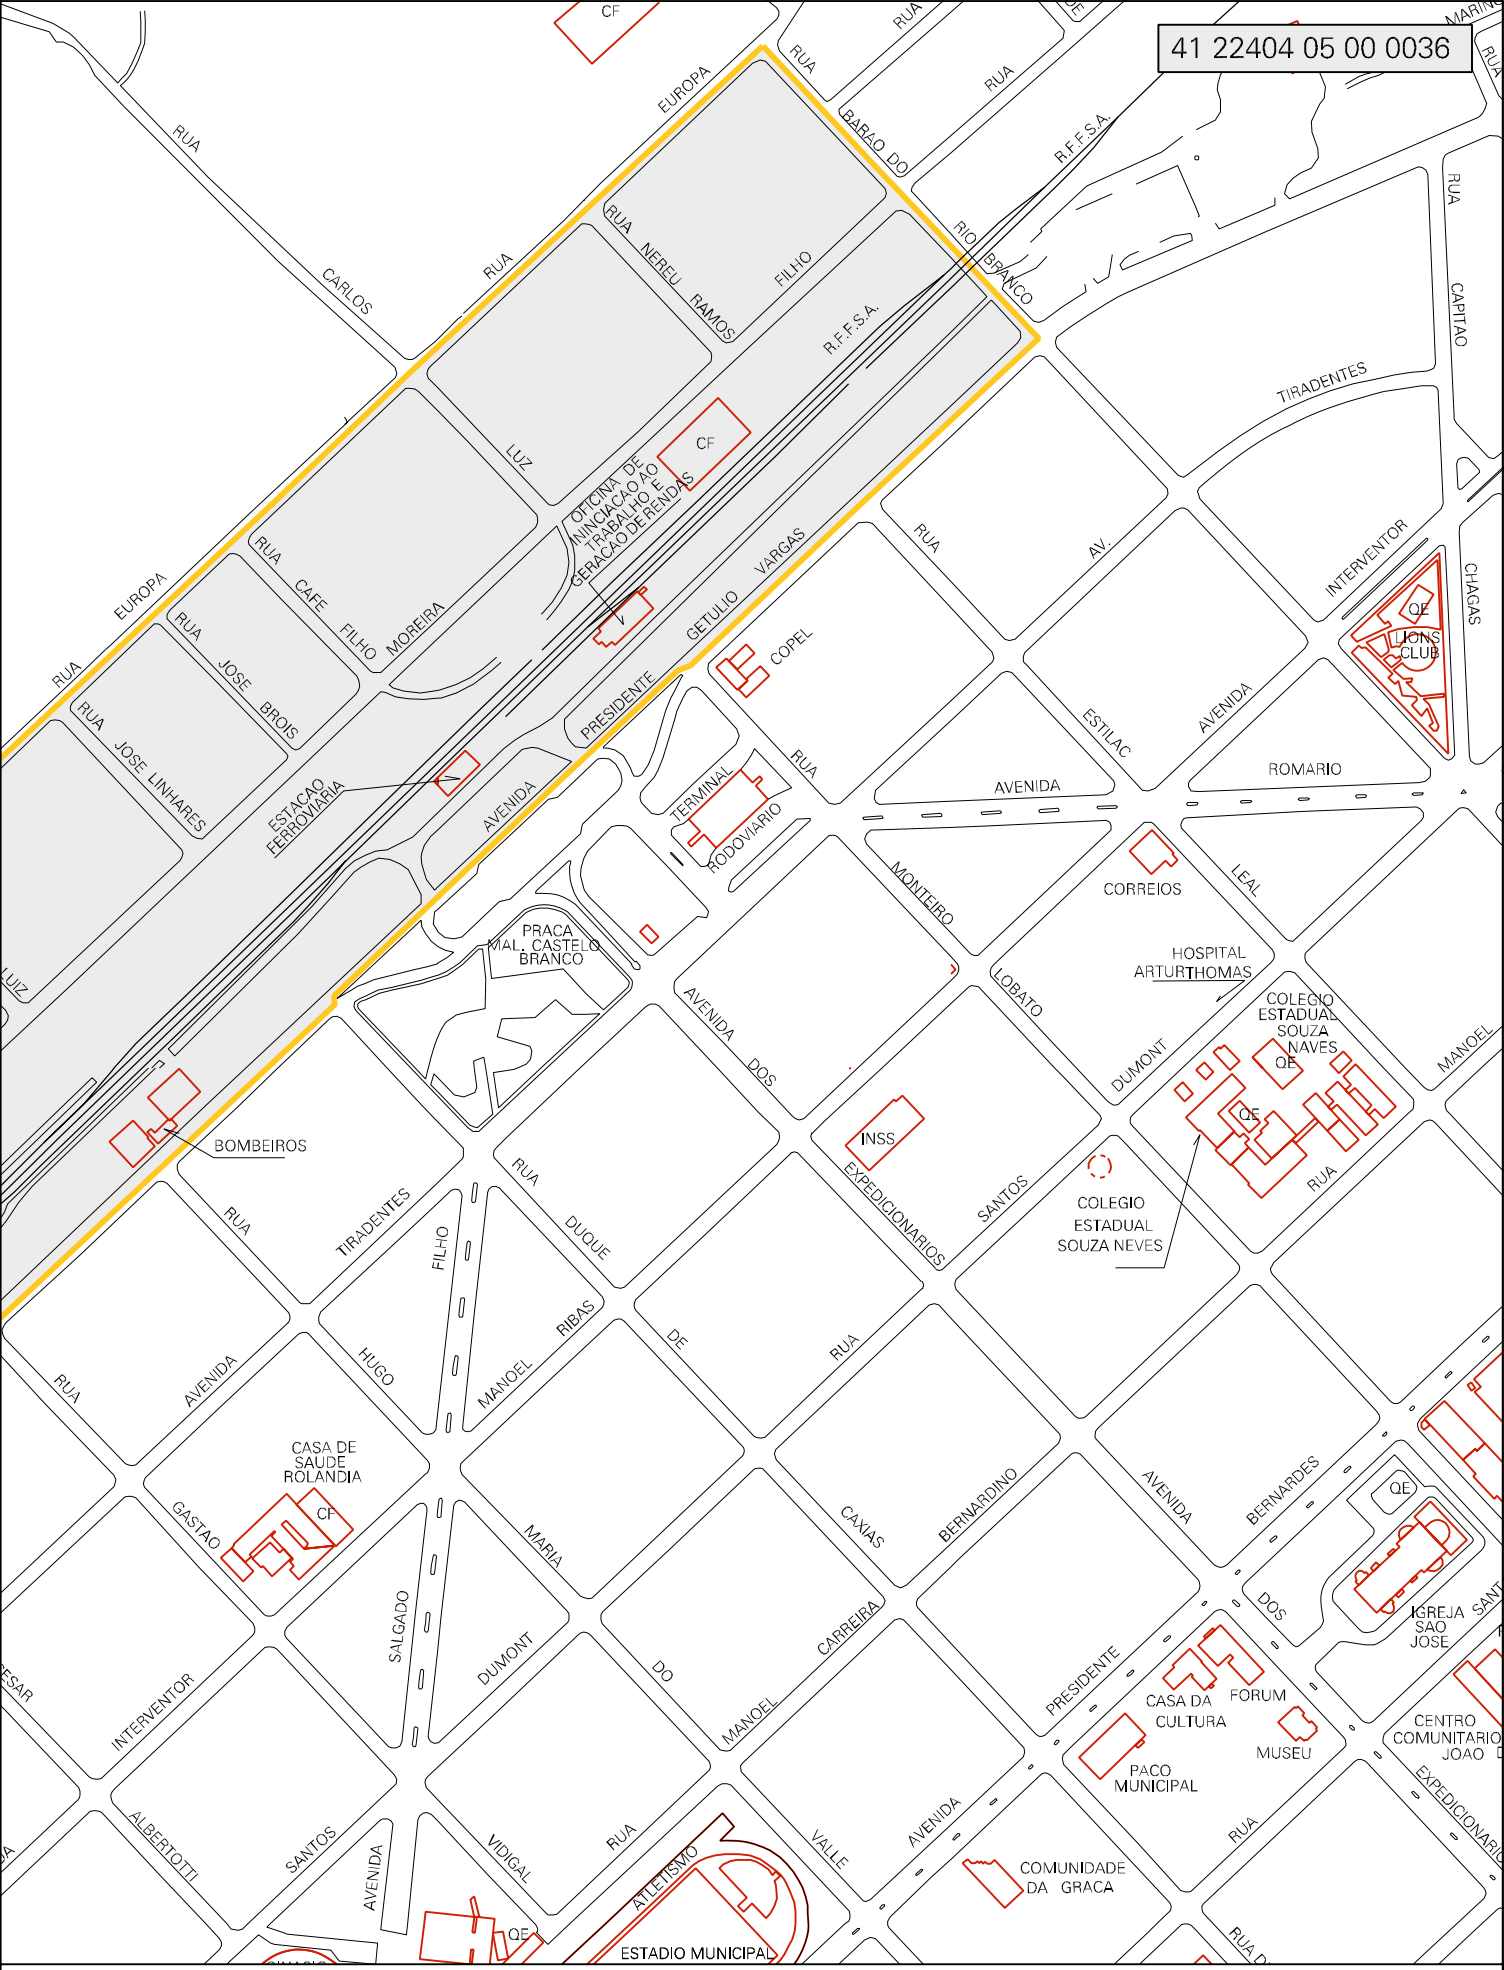 CF
RUA
DE
MARING
41 22404 05 00 0036
RUA
RUA
EUROPA
RUA
RUA
BARAO DO
R.F.F.S.A.
RUA
RUA
RUA
NEREU
RAMOS
FILHO
RIO
BRANCO
CARLOS
R.F.F.S.A.
CAPITAO
TIRADENTES
LUZ
CF
OFICINA DE
ININCIACAO AO
TRABALHO E
GERACAO DE RENDAS
RUA
CAFE
FILHO
MOREIRA
EUROPA
VARGAS
GETULIO
PRESIDENTE
AVENIDA
RUA
AV.
ESTILAC
LEAL
INTERVENTOR
CHAGAS
QE
LIONS
CLUB
COPEL
RUA
RUA
JOSE
BROIS
RUA
JOSE LINHARES
ESTACAO
FERROVIARIA
TERMINAL
RODOVIARIO
RUA
AVENIDA
AVENIDA
ROMARIO
MONTEIRO
LOBATO
CORREIOS
PRACA
MAL. CASTELO
BRANCO
HOSPITAL
ARTURTHOMAS
LUIZ
COLEGIO
ESTADUAL
SOUZA
NAVES
QE
QE
AVENIDA
DOS
DUMONT
MANOEL
INSS
BOMBEIROS
EXPEDICIONARIOS
SANTOS
RUA
COLEGIO
ESTADUAL
SOUZA NEVES
RUA
TIRADENTES
FILHO
RUA
DUQUE
RIBAS
MANOEL
DE
RUA
RUA
AVENIDA
HUGO
CASA DE
SAUDE
ROLANDIA
CF
GASTAO
MARIA
CAXIAS
BERNARDINO
AVENIDA
BERNARDES
QE
SALGADO
DUMONT
DO
CARREIRA
MANOEL
DOS
IGREJA
SAO
JOSE
SANT
ESAR
INTERVENTOR
PRESIDENTE
CASA DA
CULTURA
FORUM
MUSEU
CENTRO
COMUNITARIO
JOAO
PACO
MUNICIPAL
EXPEDICIONARIO
ALBERTOTTI
SANTOS
AVENIDA
VIDIGAL
RUA
VALLE
AVENIDA
RUA
ATLETISMO
COMUNIDADE
DA GRACA
QE
ESTADIO MUNICIPAL
RUA D